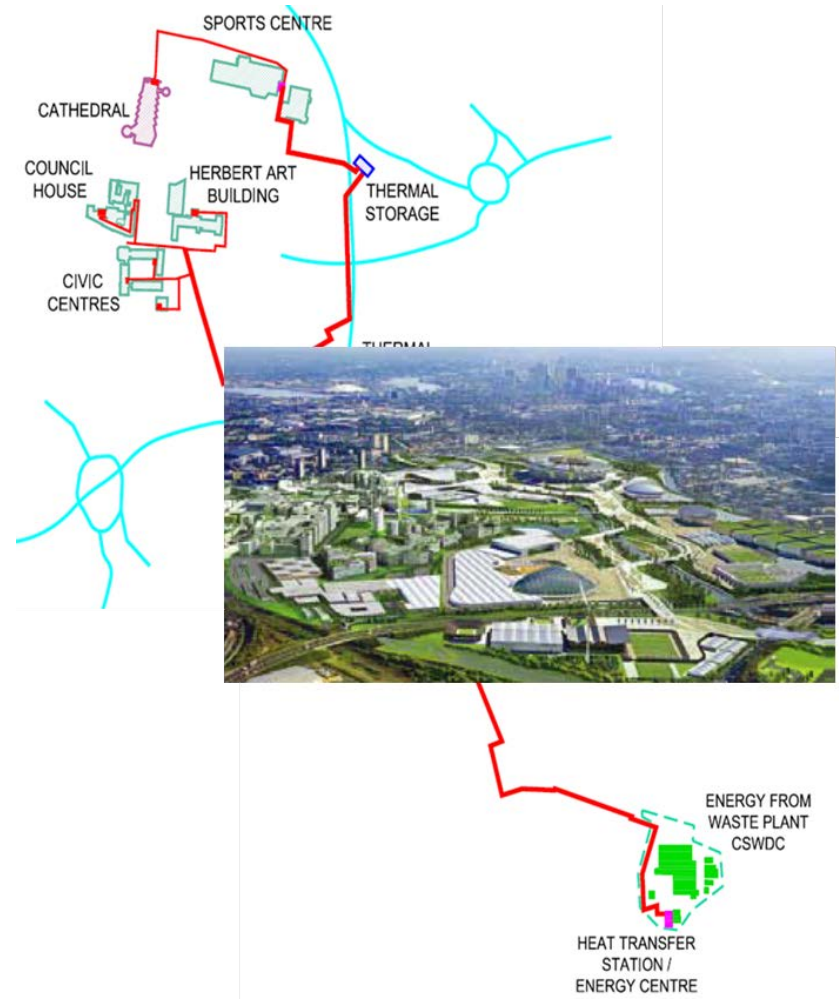 SPORTS CENTRE
CATHEDRAL
COUNCIL
HOUSE
HERBERT ART
BUILDING
THERMAL
STORAGE
CIVIC
CENTRES
THERMAL
ENERGY FROM
WASTE PLANT
CSWDC
HEAT TRANSFER
STATION /
ENERGY CENTRE